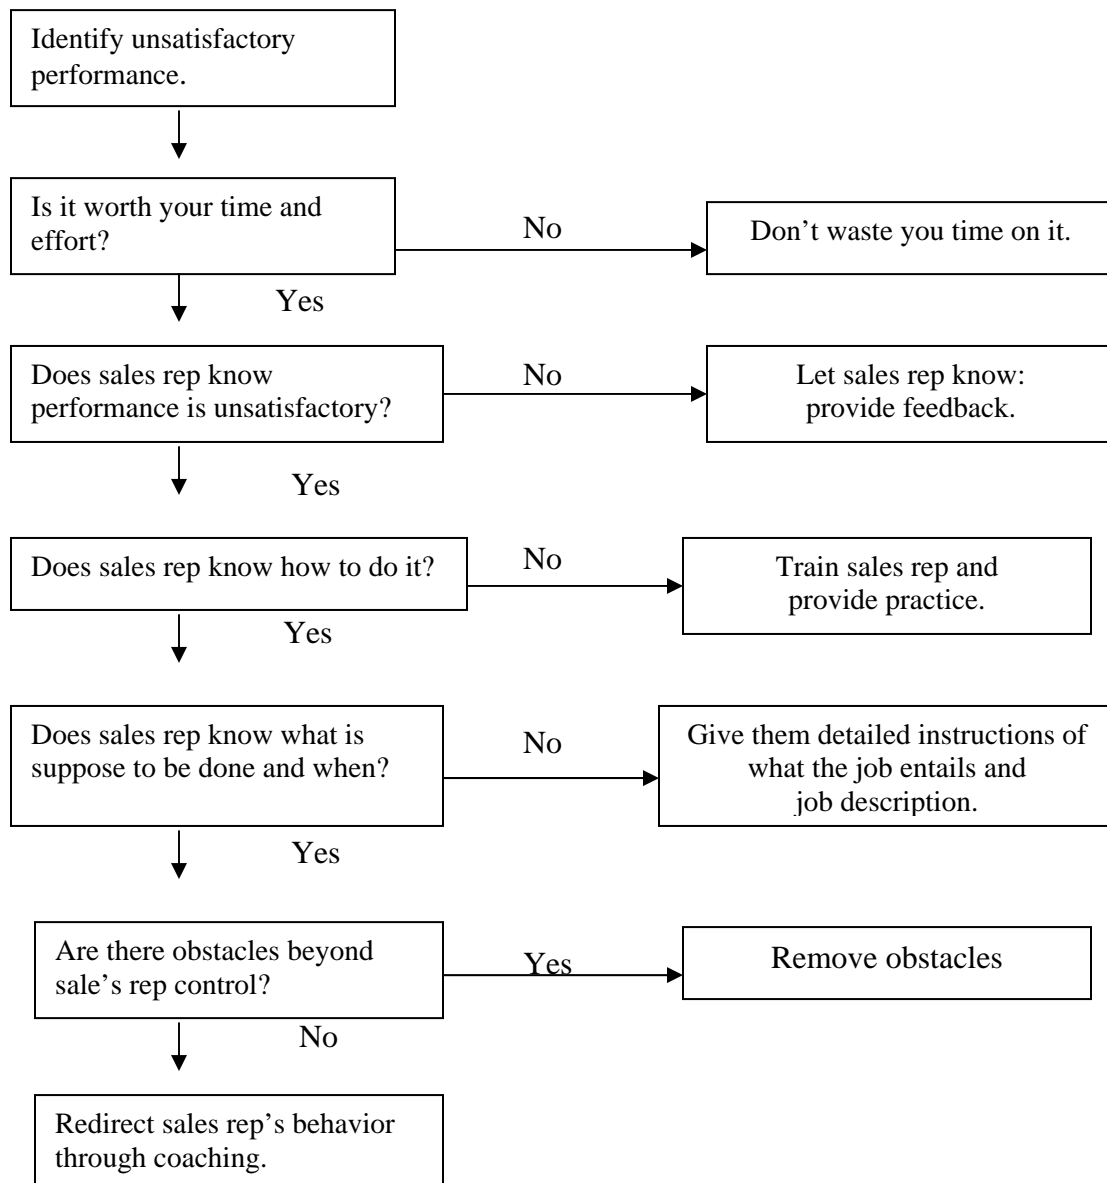 Identify unsatisfactory
performance.
Is it worth your time and
effort?
No
Don’t waste you time on it.
Yes
Does sales rep know
performance is unsatisfactory?
No
Let sales rep know:
provide feedback.
Yes
Does sales rep know how to do it?
No
Train sales rep and
provide practice.
Yes
Does sales rep know what is
suppose to be done and when?
No
Give them detailed instructions of
what the job entails and
job description.
Yes
Are there obstacles beyond
sale’s rep control?
Yes
Remove obstacles
No
Redirect sales rep’s behavior
through coaching.